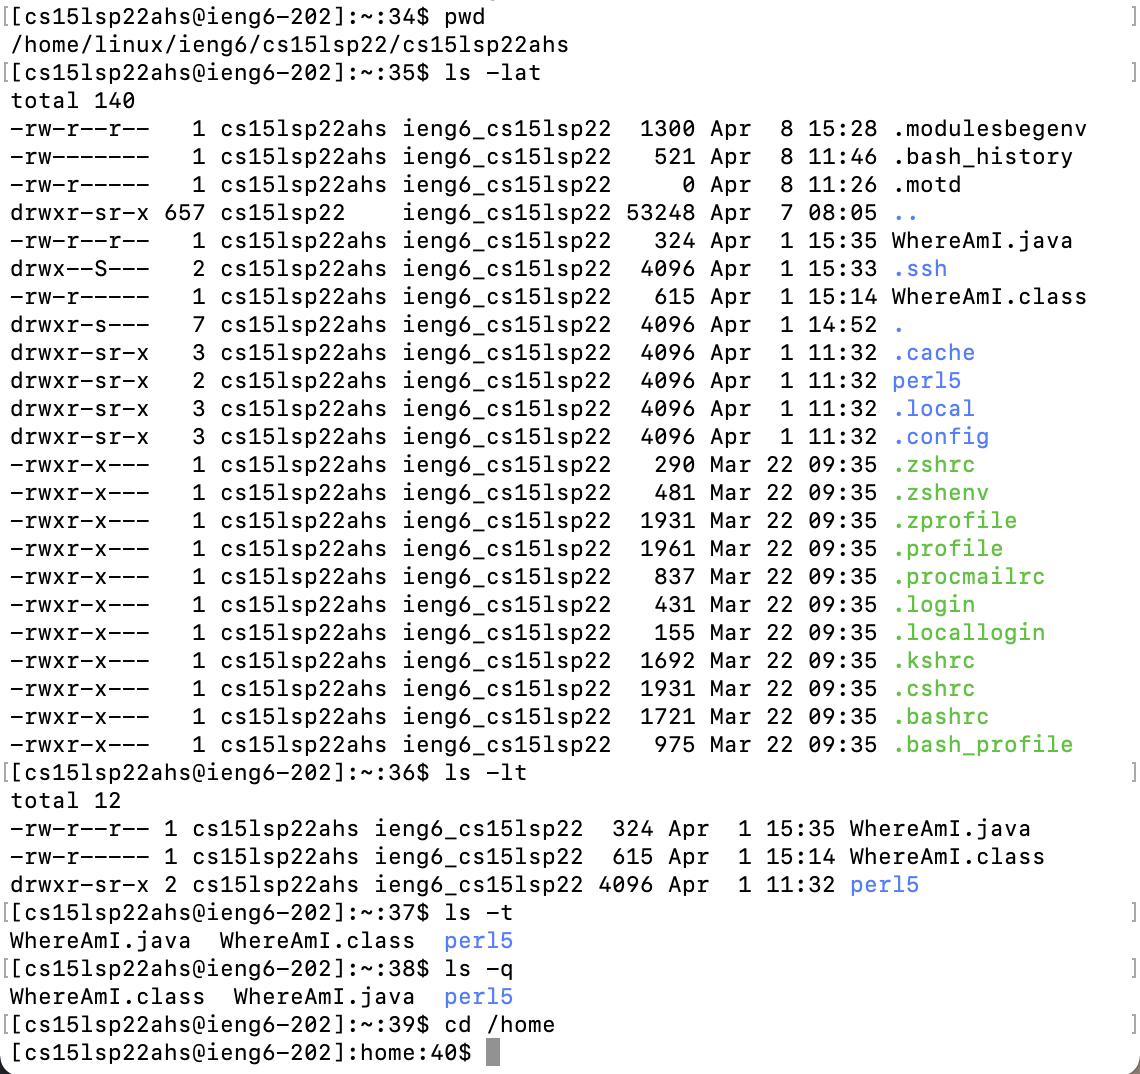 [[cs15lsp22ahs@ieng6-202]:~:34$ pwd ]
/home/linux/ieng6/cs15lsp22/cs15lsp22ahs
[[cs15lsp22ahs@ieng6-202]:~:35$ ls -lat ]
total 140
-rw-r--r--   1 cs15lsp22ahs ieng6_cs15lsp22  1300 Apr  8 15:28 .modulesbegenv
-rw-------   1 cs15lsp22ahs ieng6_cs15lsp22   521 Apr  8 11:46 .bash_history
-rw-r-----   1 cs15lsp22ahs ieng6_cs15lsp22     0 Apr  8 11:26 .motd
drwxr-sr-x 657 cs15lsp22    ieng6_cs15lsp22 53248 Apr  7 08:05 ..
-rw-r--r--   1 cs15lsp22ahs ieng6_cs15lsp22   324 Apr  1 15:35 WhereAmI.java
drwx--S---   2 cs15lsp22ahs ieng6_cs15lsp22  4096 Apr  1 15:33 .ssh
-rw-r-----   1 cs15lsp22ahs ieng6_cs15lsp22   615 Apr  1 15:14 WhereAmI.class
drwxr-s---   7 cs15lsp22ahs ieng6_cs15lsp22  4096 Apr  1 14:52 .
drwxr-sr-x   3 cs15lsp22ahs ieng6_cs15lsp22  4096 Apr  1 11:32 .cache
drwxr-sr-x   2 cs15lsp22ahs ieng6_cs15lsp22  4096 Apr  1 11:32 perl5
drwxr-sr-x   3 cs15lsp22ahs ieng6_cs15lsp22  4096 Apr  1 11:32 .local
drwxr-sr-x   3 cs15lsp22ahs ieng6_cs15lsp22  4096 Apr  1 11:32 .config
-rwxr-x---   1 cs15lsp22ahs ieng6_cs15lsp22   290 Mar 22 09:35 .zshrc
-rwxr-x---   1 cs15lsp22ahs ieng6_cs15lsp22   481 Mar 22 09:35 .zshenv
-rwxr-x---   1 cs15lsp22ahs ieng6_cs15lsp22  1931 Mar 22 09:35 .zprofile
-rwxr-x---   1 cs15lsp22ahs ieng6_cs15lsp22  1961 Mar 22 09:35 .profile
-rwxr-x---   1 cs15lsp22ahs ieng6_cs15lsp22   837 Mar 22 09:35 .procmailrc
-rwxr-x---   1 cs15lsp22ahs ieng6_cs15lsp22   431 Mar 22 09:35 .login
-rwxr-x---   1 cs15lsp22ahs ieng6_cs15lsp22   155 Mar 22 09:35 .locallogin
-rwxr-x---   1 cs15lsp22ahs ieng6_cs15lsp22  1692 Mar 22 09:35 .kshrc
-rwxr-x---   1 cs15lsp22ahs ieng6_cs15lsp22  1931 Mar 22 09:35 .cshrc
-rwxr-x---   1 cs15lsp22ahs ieng6_cs15lsp22  1721 Mar 22 09:35 .bashrc
-rwxr-x---   1 cs15lsp22ahs ieng6_cs15lsp22   975 Mar 22 09:35 .bash_profile
[[cs15lsp22ahs@ieng6-202]:~:36$ ls -lt ]
total 12
-rw-r--r-- 1 cs15lsp22ahs ieng6_cs15lsp22  324 Apr  1 15:35 WhereAmI.java
-rw-r----- 1 cs15lsp22ahs ieng6_cs15lsp22  615 Apr  1 15:14 WhereAmI.class
drwxr-sr-x 2 cs15lsp22ahs ieng6_cs15lsp22 4096 Apr  1 11:32 perl5
[[cs15lsp22ahs@ieng6-202]:~:37$ ls -t ]
WhereAmI.java  WhereAmI.class  perl5
[[cs15lsp22ahs@ieng6-202]:~:38$ ls -q ]
WhereAmI.class  WhereAmI.java  perl5
[[cs15lsp22ahs@ieng6-202]:~:39$ cd /home ]
[cs15lsp22ahs@ieng6-202]:home:40$